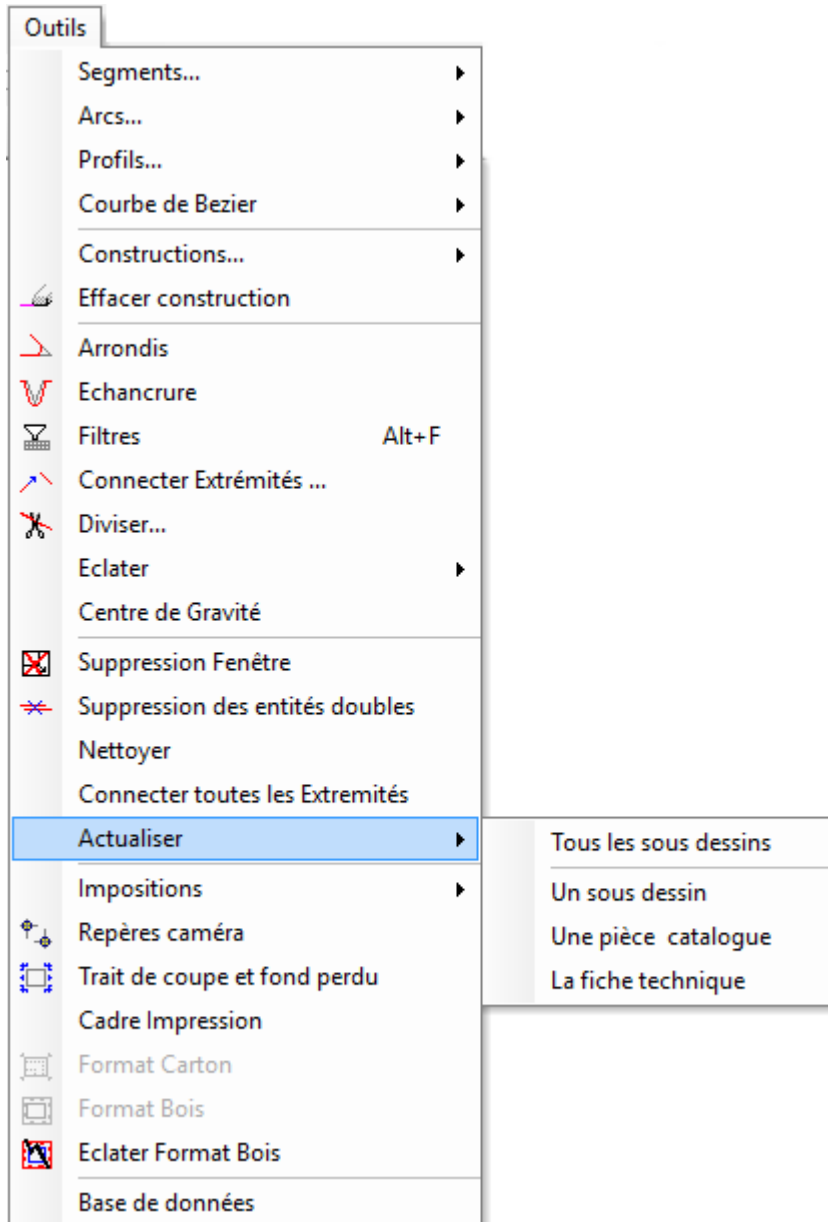 Outils
Segments...
Arcs...
Profils...
Courbe de Bezier
Constructions...
Effacer construction
Arrondis
Echancrure
Filtres Alt+F
Connecter Extrémités ...
Diviser...
Eclater
Centre de Gravité
Suppression Fenêtre
Suppression des entités doubles
Nettoyer
Connecter toutes les Extremités
Actualiser
Tous les sous dessins
Un sous dessin
Une pièce catalogue
La fiche technique
Impositions
Repères caméra
Trait de coupe et fond perdu
Cadre Impression
Format Carton
Format Bois
Eclater Format Bois
Base de données